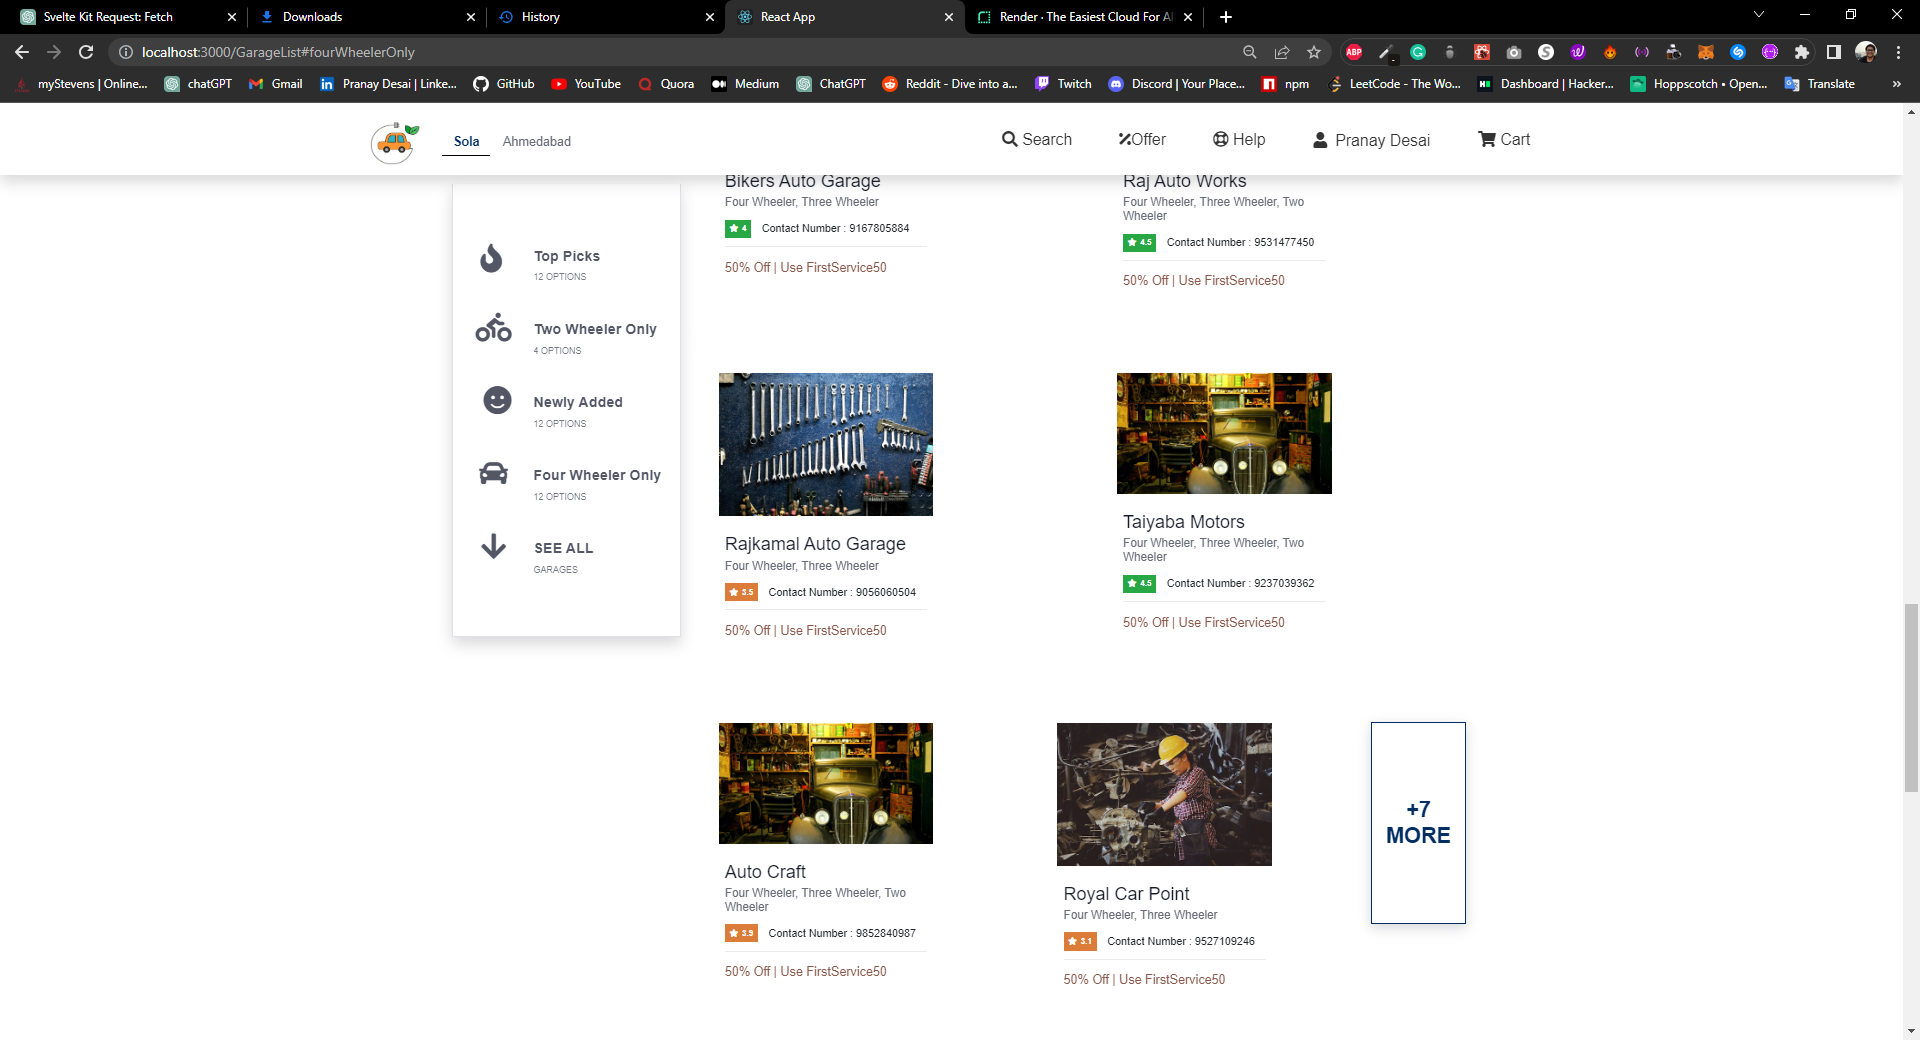 Svelte Kit Request: Fetch
Downloads
History
React App
Render · The Easiest Cloud For Al
localhost:3000/GarageList#fourWheelerOnly
ABP
myStevens | Online...
chatGPT
Gmail
Pranay Desai | Linke...
GitHub
YouTube
Quora
Medium
ChatGPT
Reddit - Dive into a...
Twitch
Discord | Your Place...
npm
LeetCode - The Wo...
Dashboard | Hacker...
Hoppscotch • Open...
Translate
Sola
Ahmedabad
Search
Offer
Help
Pranay Desai
Cart
Top Picks
12 OPTIONS
Two Wheeler Only
4 OPTIONS
Newly Added
12 OPTIONS
Four Wheeler Only
12 OPTIONS
SEE ALL
GARAGES
Bikers Auto Garage
Four Wheeler, Three Wheeler
4 Contact Number : 9167805884
50% Off | Use FirstService50
Raj Auto Works
Four Wheeler, Three Wheeler, Two
Wheeler
4.5 Contact Number : 9531477450
50% Off | Use FirstService50
Rajkamal Auto Garage
Four Wheeler, Three Wheeler
3.5 Contact Number : 9056060504
50% Off | Use FirstService50
Taiyaba Motors
Four Wheeler, Three Wheeler, Two
Wheeler
4.5 Contact Number : 9237039362
50% Off | Use FirstService50
Auto Craft
Four Wheeler, Three Wheeler, Two
Wheeler
3.9 Contact Number : 9852840987
50% Off | Use FirstService50
Royal Car Point
Four Wheeler, Three Wheeler
3.1 Contact Number : 9527109246
50% Off | Use FirstService50
+7
MORE